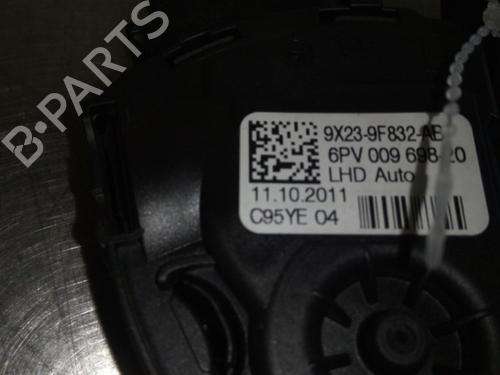 B-PARTS
9X23-9F832-AB
6PV 009 698-20
LHD Auto
11.10.2011
C95YE 04